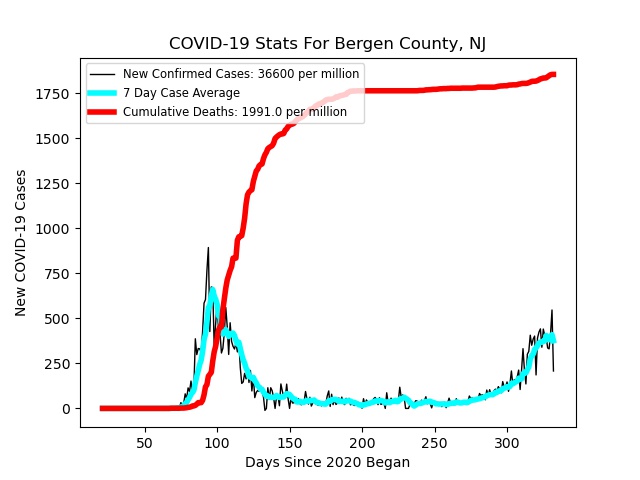 COVID-19 Stats For Bergen County, NJ
New Confirmed Cases: 36600 per million
7 Day Case Average
Cumulative Deaths: 1991.0 per million
New COVID-19 Cases
1750
1500
1250
1000
750
500
250
0
50 100 150 200 250 300
Days Since 2020 Began